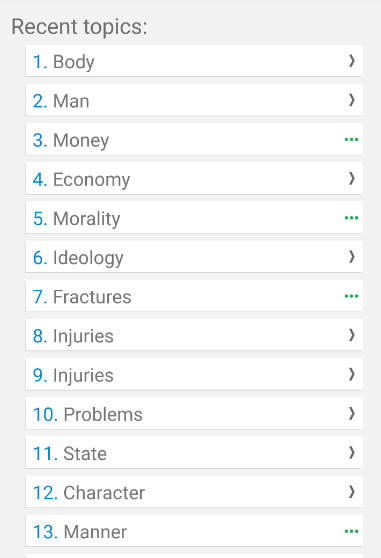 Recent topics:
1. Body
2. Man
3. Money
4. Economy
5. Morality
6. Ideology
7. Fractures
8. Injuries
9. Injuries
10. Problems
11. State
12. Character
13. Manner